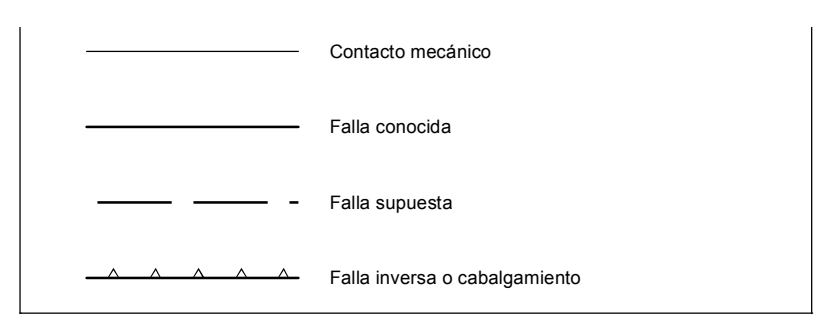 Contacto mecánico
Falla conocida
Falla supuesta
Falla inversa o cabalgamiento